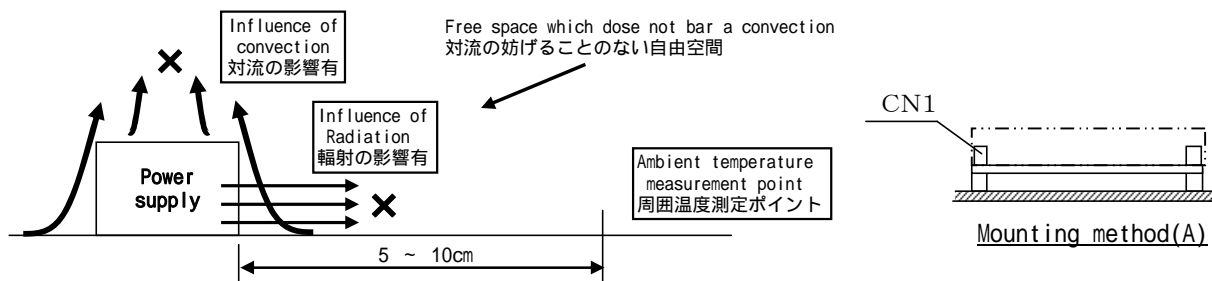 Influence of
convection
対流の影響有
Free space which dose not bar a convection
対流の妨げることのない自由空間
Influence of
Radiation
輻射の影響有
Power
supply
Ambient temperature
measurement point
周囲温度測定ポイント
5 ~ 10cm
CN1
Mounting method(A)